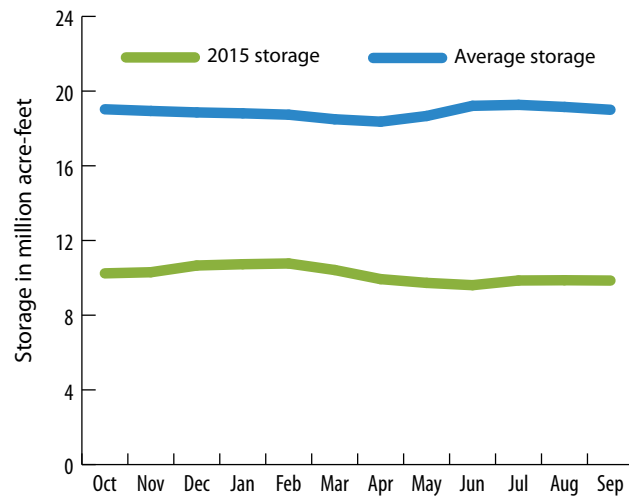 24
20
16
12
8
4
0
Storage in million acre-feet
2015 storage Average storage
Oct Nov Dec Jan Feb Mar Apr May Jun Jul Aug Sep